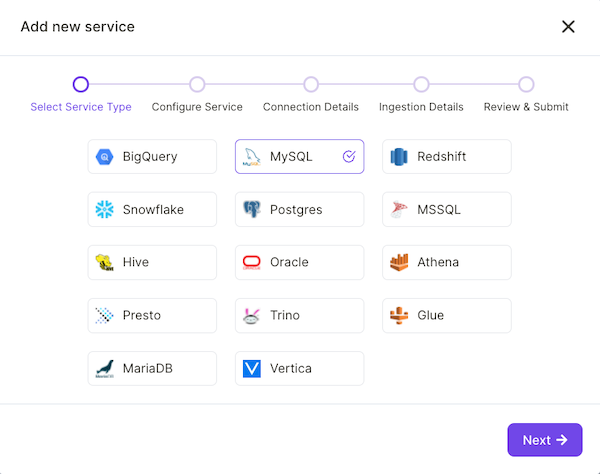 Add new service
Select Service Type Configure Service Connection Details Ingestion Details Review & Submit
BigQuery MySQL Redshift
Snowflake Postgres MSSQL
Hive Oracle Athena
Presto Trino Glue
MariaDB Vertica
Next